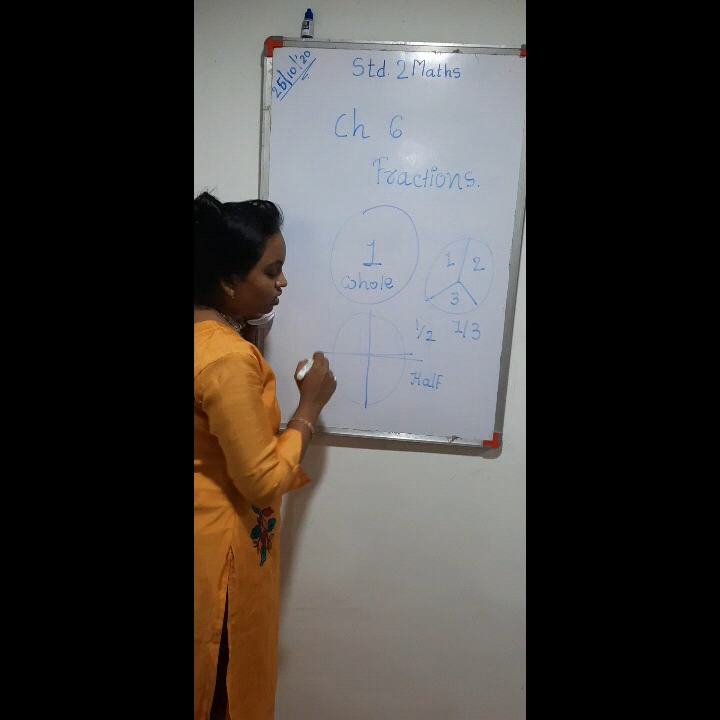 26/10/20
Std. 2 Maths
Ch 6
Fractions.
1
whole
1 2
3
1/2 1/3
Half